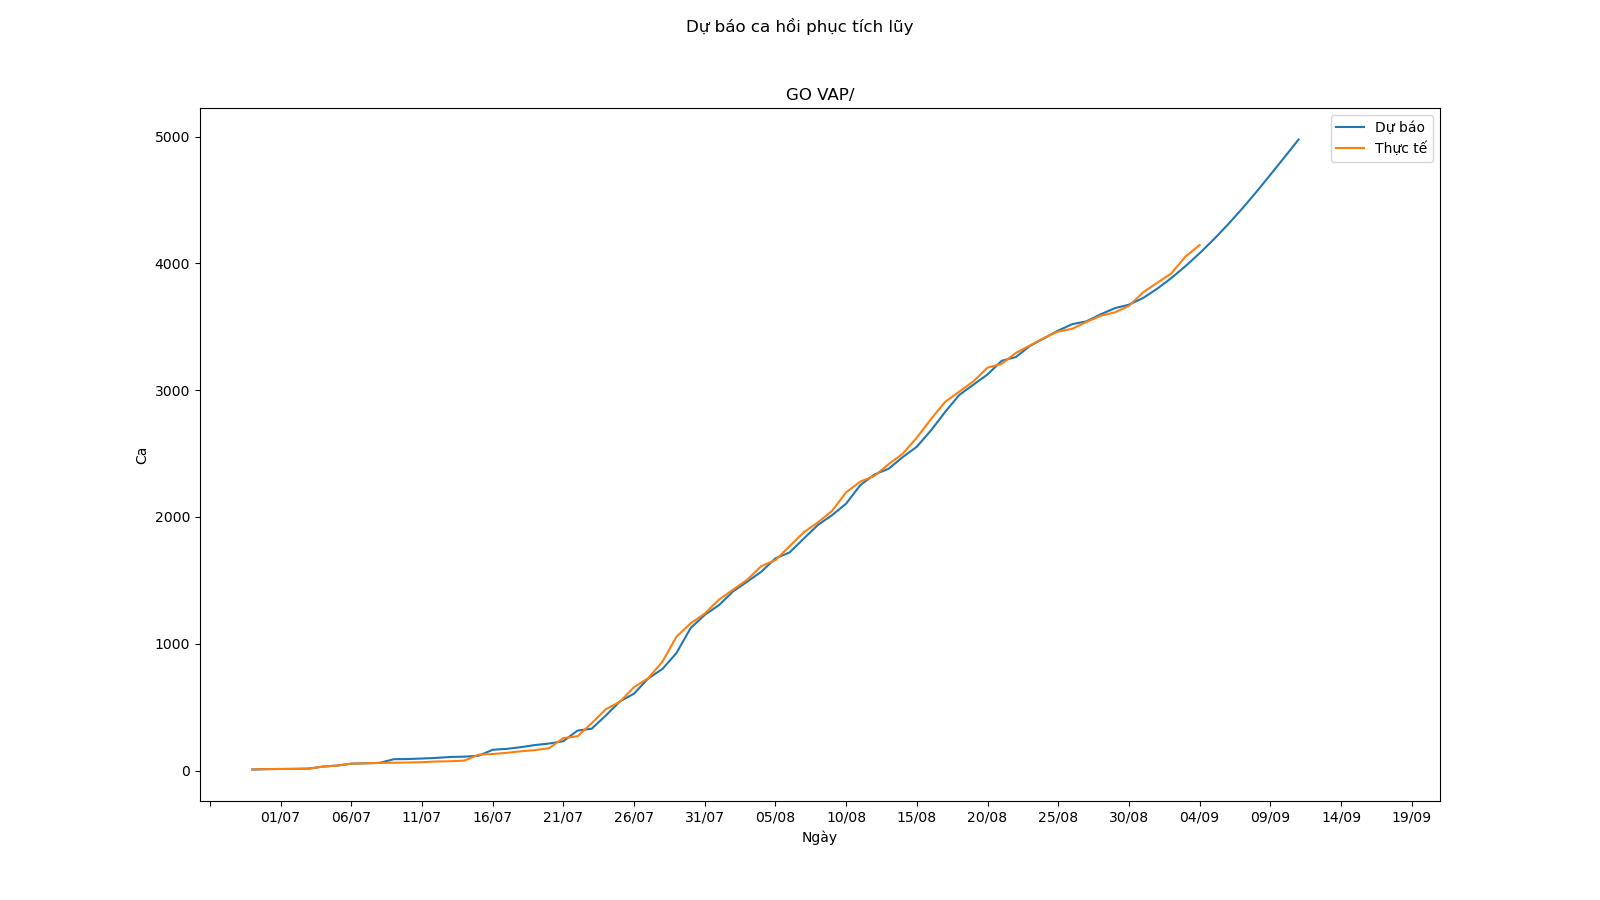 Dự báo ca hồi phục tích lũy
GO VAP/
Dự báo
Thực tế
5000
4000
3000
2000
1000
0
Ca
01/07 06/07 11/07 16/07 21/07 26/07 31/07 05/08 10/08 15/08 20/08 25/08 30/08 04/09 09/09 14/09 19/09
Ngày